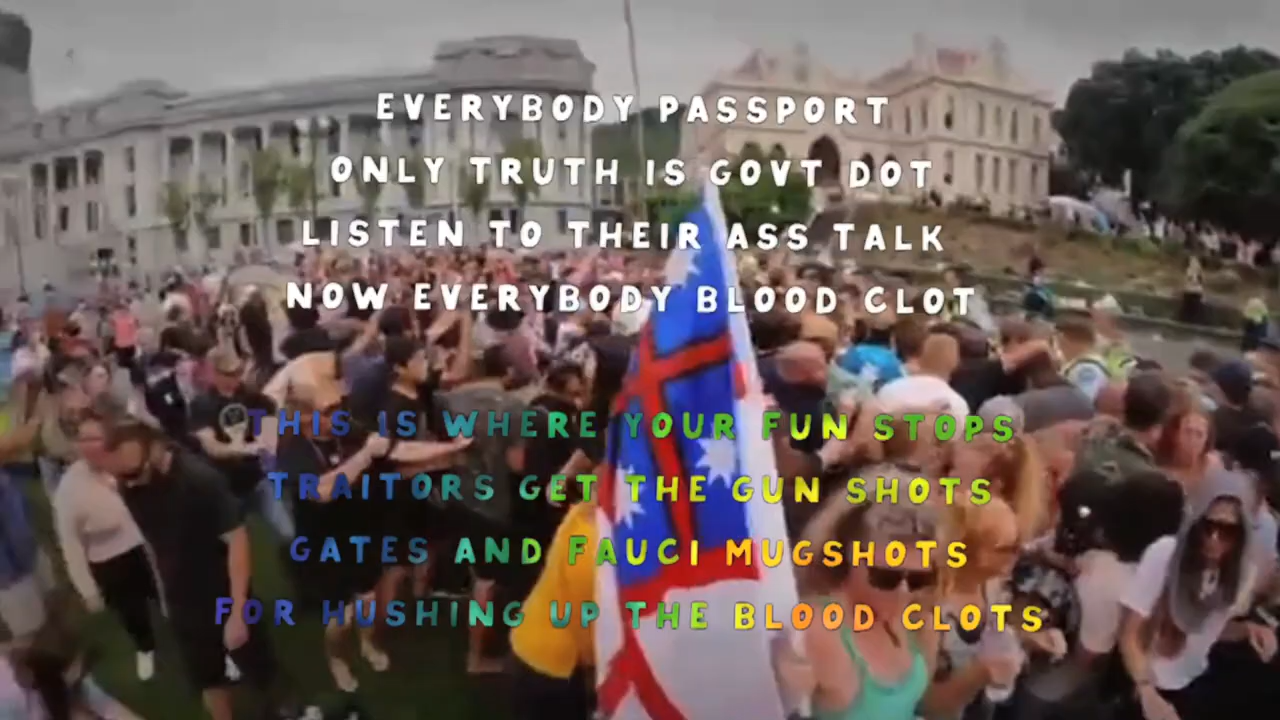 EVERYBODY PASSPORT
ONLY TRUTH IS GOVT DOT
LISTEN TO THEIR ASS TALK
NOW EVERYBODY BLOOD CLOT
THIS IS WHERE YOUR FUN STOPS
TRAITORS GET THE GUN SHOTS
GATES AND FAUCI MUGSHOTS
FOR HUSHING UP THE BLOOD CLOTS